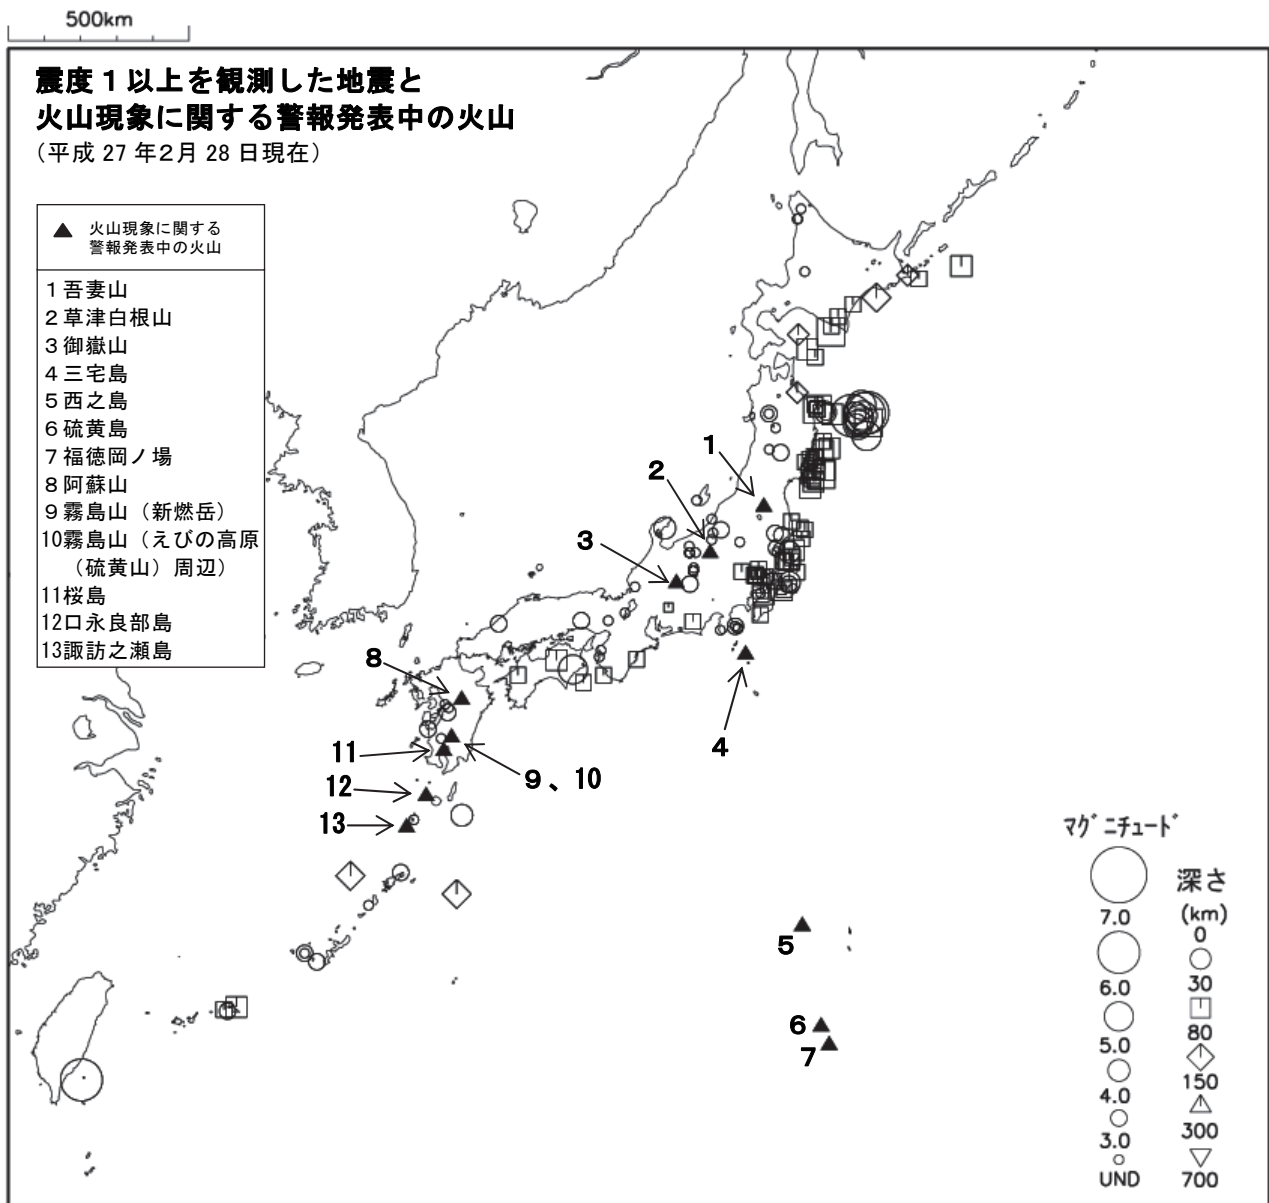 500km
震度１以上を観測した地震と
火山現象に関する警報発表中の火山
（平成 27 年2月 28 日現在）
▲ 火山現象に関する
警報発表中の火山
１吾妻山
２草津白根山
３御嶽山
４三宅島
５西之島
６硫黄島
７福徳岡ノ場
８阿蘇山
９霧島山（新燃岳）
10霧島山（えびの高原
（硫黄山）周辺）
11桜島
12口永良部島
13諏訪之瀬島
1
2
3
8
4
11
9、10
12
13
5
6
7
ﾏｸﾞﾆﾁｭｰﾄﾞ
7.0
6.0
5.0
4.0
3.0
UND
深さ
(km)
0
30
80
150
300
700